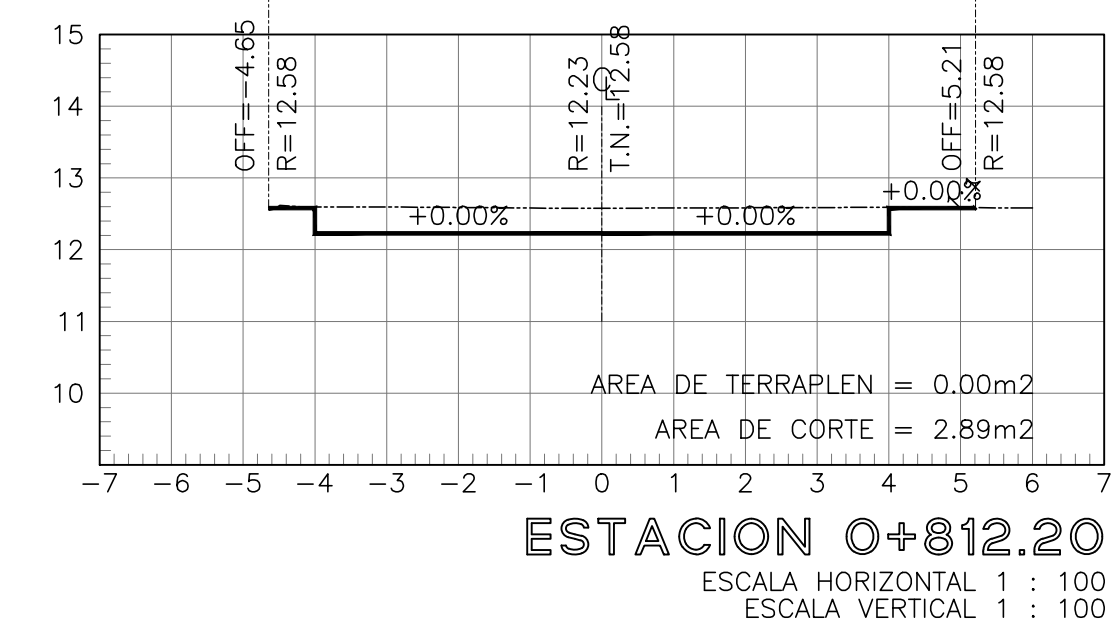 15
14
13
12
11
10
OFF=-4.65
R=12.58
R=12.23
T.N.=12.58
OFF=5.21
R=12.58
+0.00%
+0.00%
+0.00%
AREA DE TERRAPLEN = 0.00m2
AREA DE CORTE = 2.89m2
-7 -6 -5 -4 -3 -2 -1 0 1 2 3 4 5 6 7
ESTACION 0+812.20
ESCALA HORIZONTAL 1 : 100
ESCALA VERTICAL 1 : 100